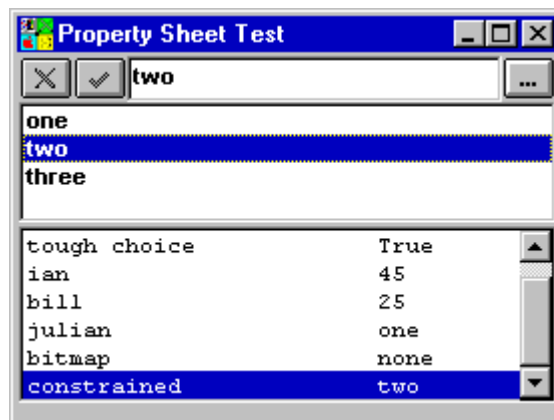 Property Sheet Test
two ...
one
two
three
tough choice True
ian 45
bill 25
julian one
bitmap none
constrained two